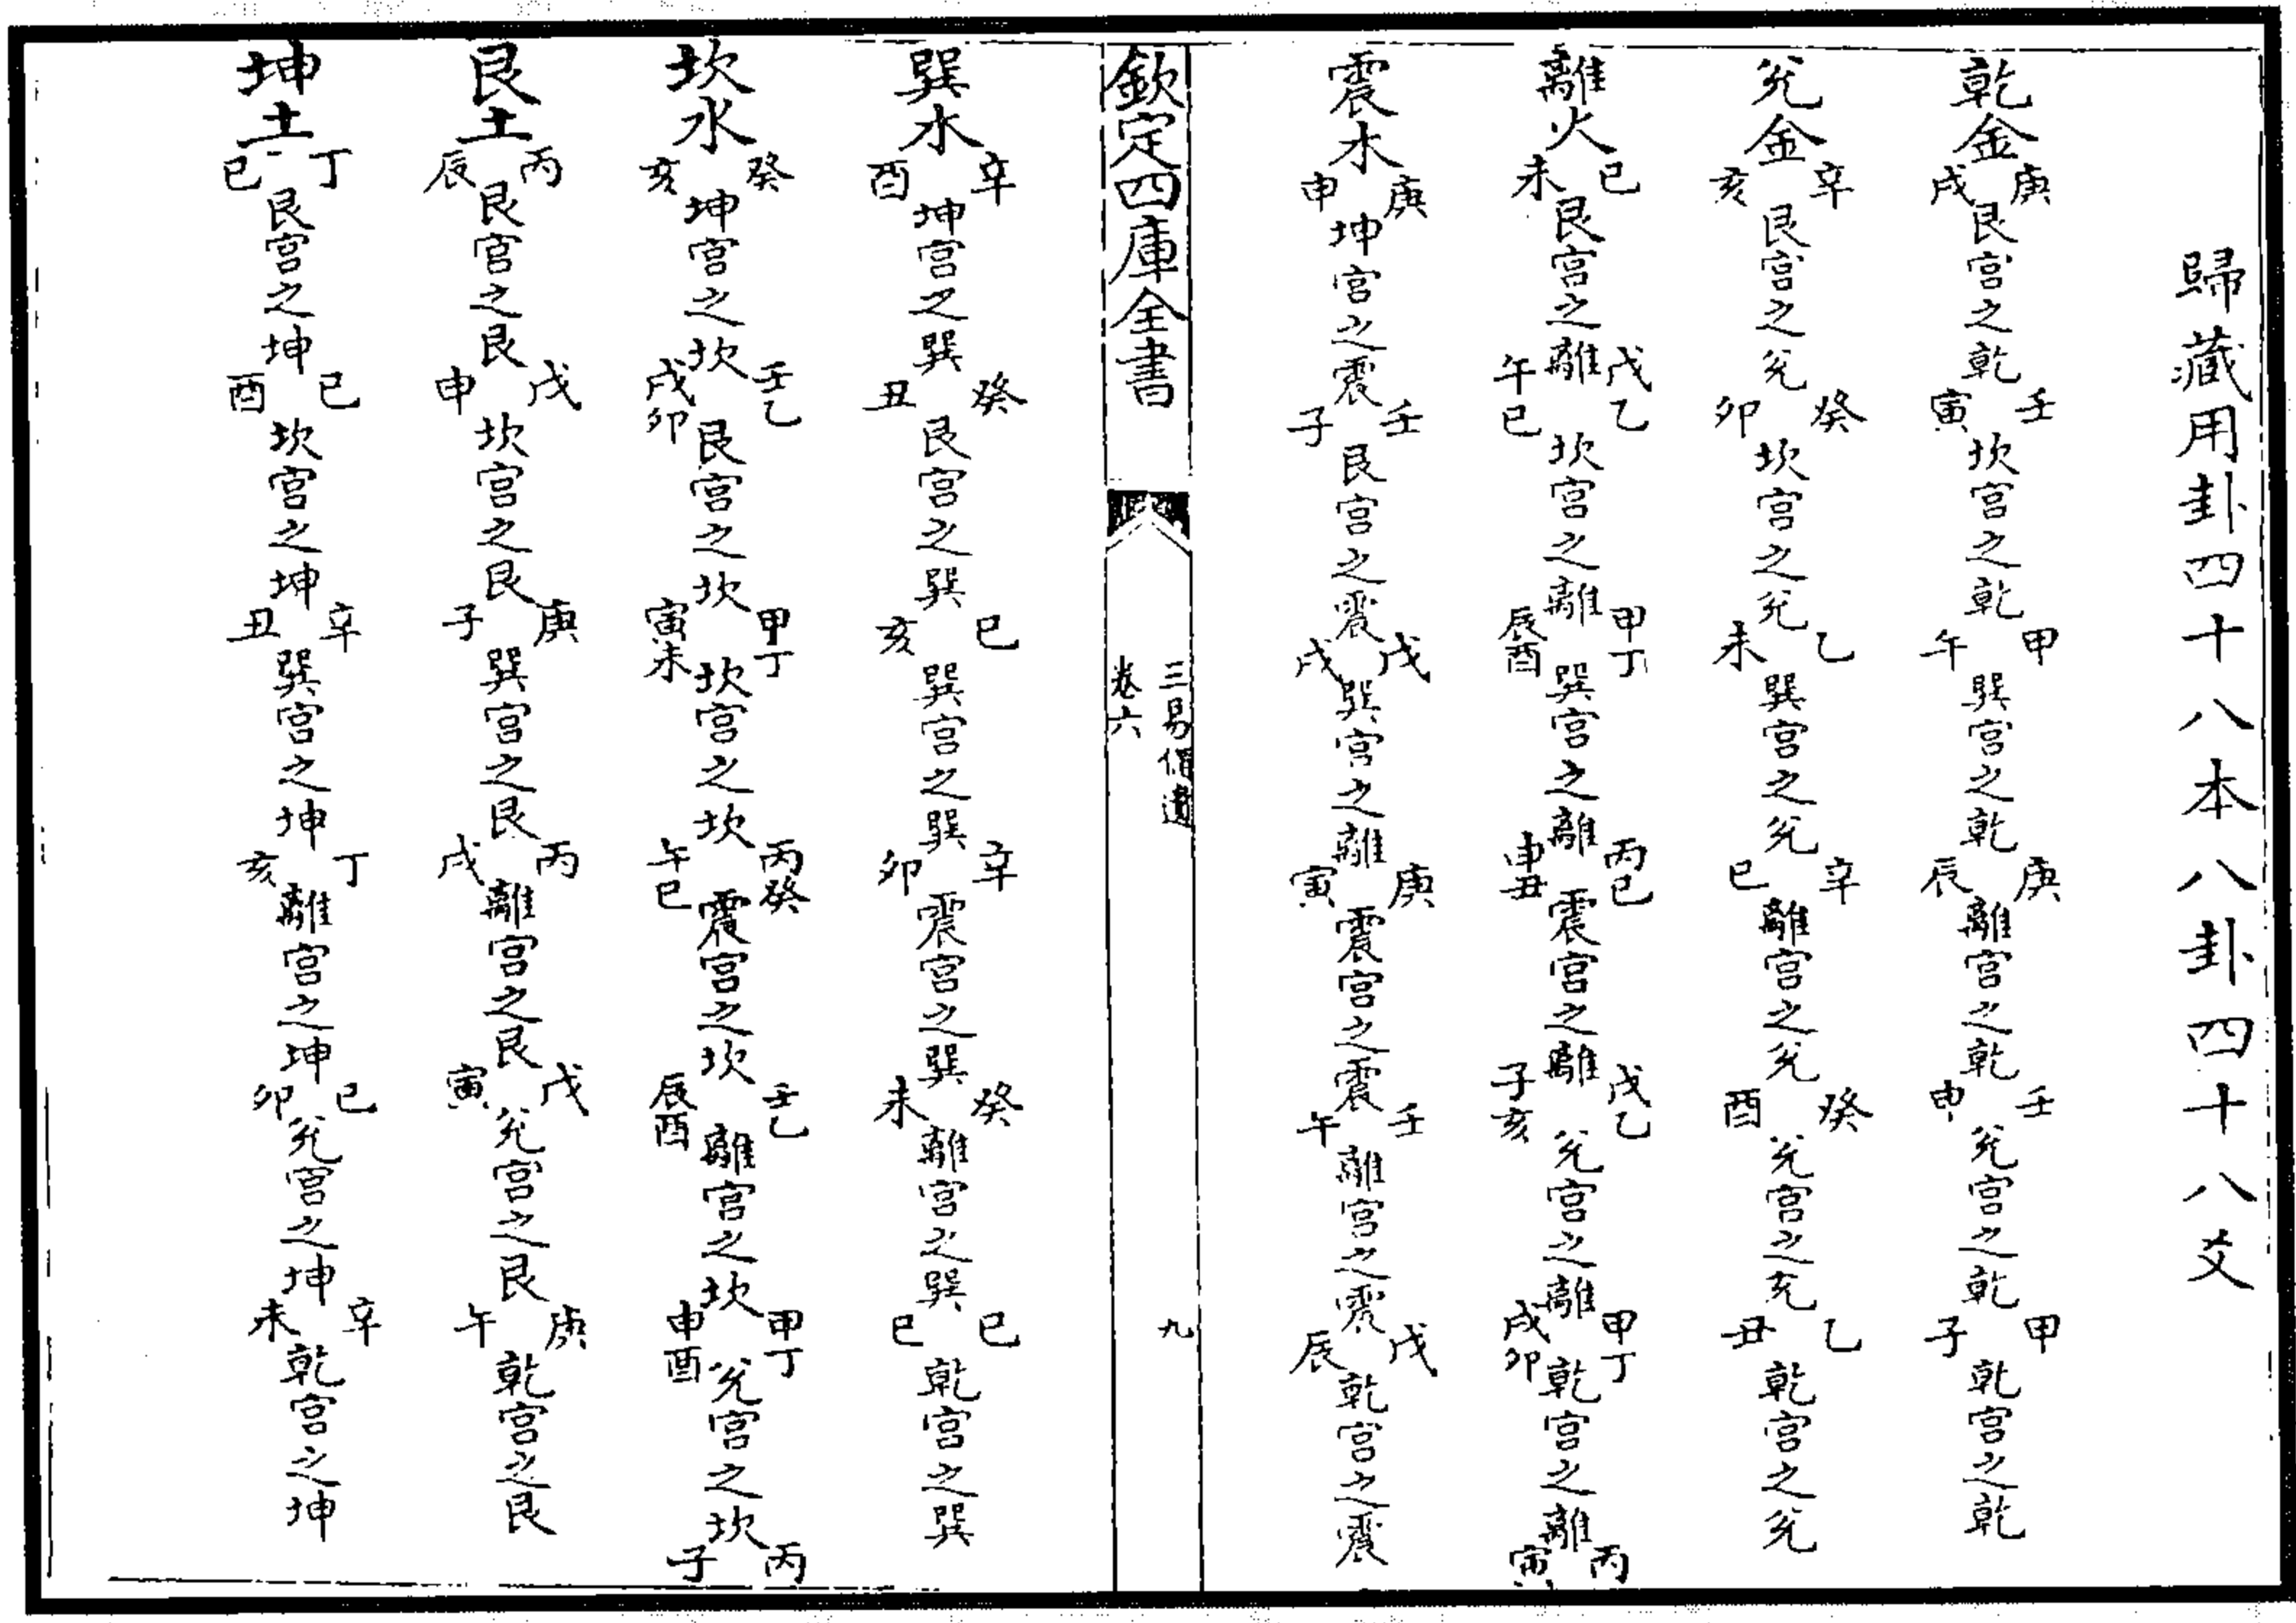 歸藏用卦四十八本八卦四十八爻
乾金庚戌艮宮之乾壬寅坎宮之乾甲午巽宮之乾庚辰離宮之乾壬申兊宮之乾甲子乾宮之乾
兊金辛亥艮宮之兊癸卯坎宮之兊乙未巽宮之兊辛巳離宮之兊癸酉兊宮之兊乙丑乾宮之兊
離火己未艮宮之離戊乙午巳坎宮之離甲丁辰酉巽宮之離丙己申丑震宮之離戊乙子亥兊宮之離甲丁戌卯乾宮之離丙寅
震木庚申坤宮之震壬子艮宮之震戊戌巽宮之離庚寅震宮之震壬午離宮之震戊辰乾宮之震
欽定四庫全書
三易備遺
卷六
九
巽木辛酉坤宮之巽癸丑艮宮之巽己亥巽宮之巽辛卯震宮之巽癸未離宮之巽己巳乾宮之巽
坎水癸亥坤宮之坎壬乙戌卯艮宮之坎甲丁寅未坎宮之坎丙癸午巳震宮之坎壬乙辰酉離宮之坎甲丁申酉兊宮之坎丙子
艮土丙辰艮宮之艮戊申坎宮之艮庚子巽宮之艮丙戌離宮之艮戊寅兊宮之艮庚午乾宮之艮
坤土丁巳艮宮之坤己酉坎宮之坤辛丑巽宮之坤丁亥離宮之坤己卯兊宮之坤辛未乾宮之坤